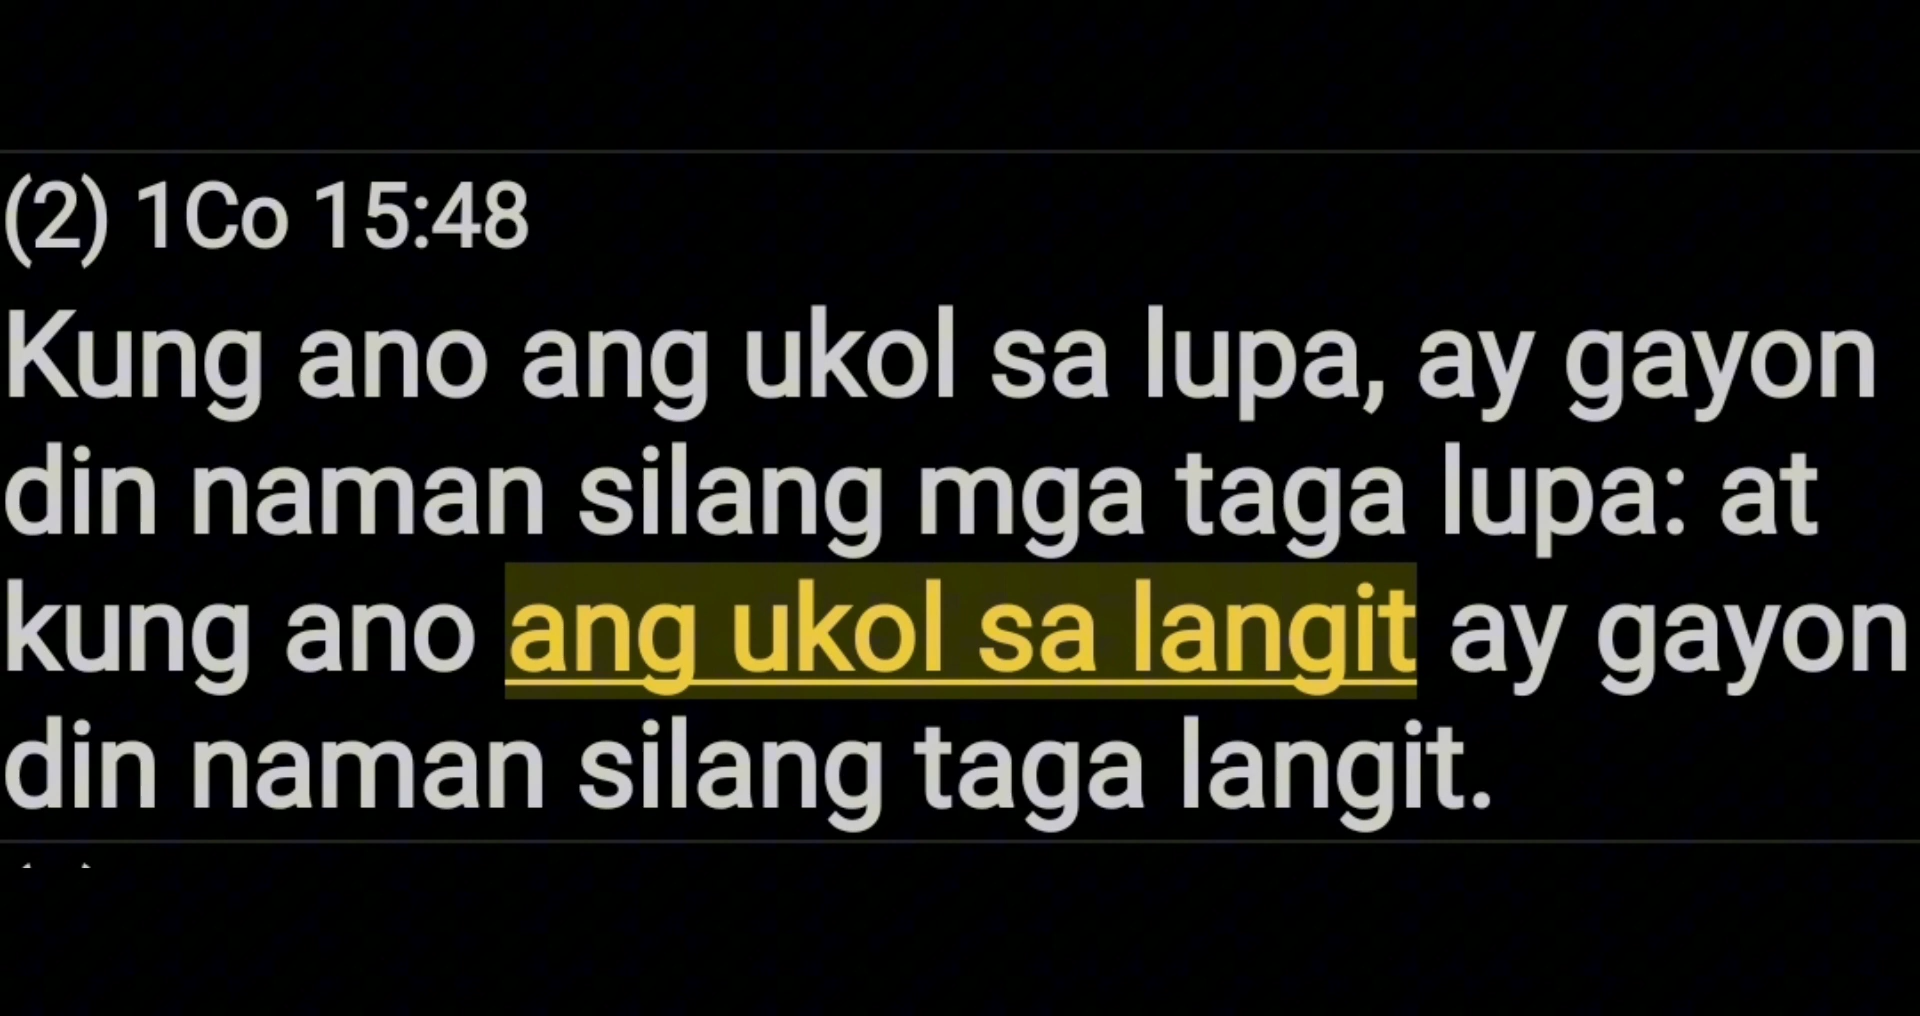 (2) 1Co 15:48
Kung ano ang ukol sa lupa, ay gayon
din naman silang mga taga lupa: at
kung ano ang ukol sa langit ay gayon
din naman silang taga langit.